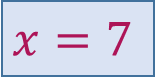 x = 7